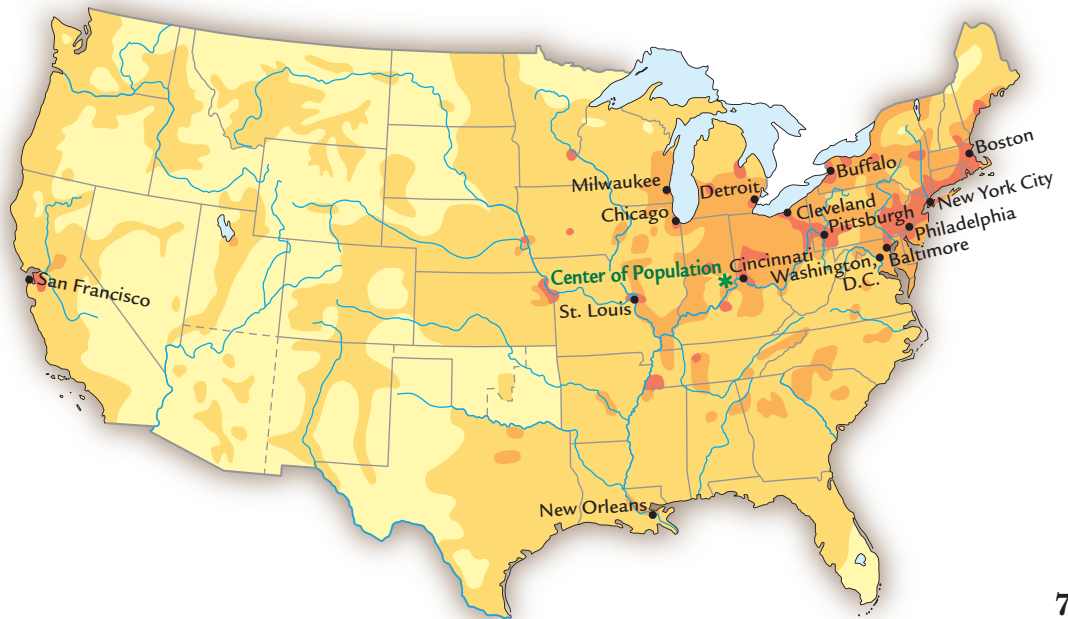 Boston
Buffalo
New York City
Milwaukee
Detroit
Cleveland
Chicago
Pittsburgh
Philadelphia
Baltimore
Cincinnati
Washington,
D.C.
Center of Population
San Francisco
St. Louis
New Orleans
7